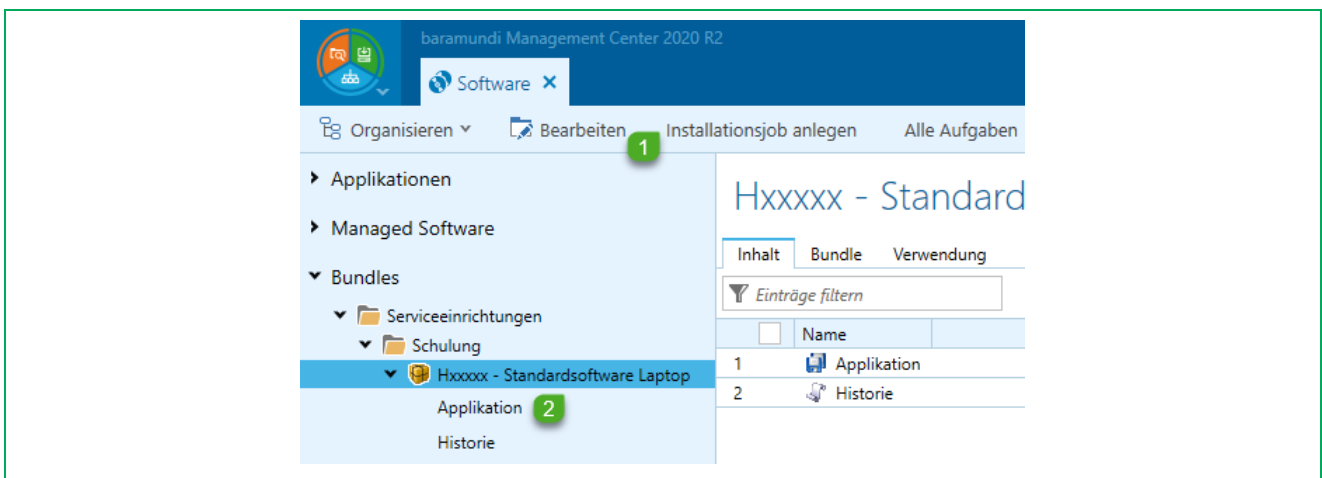 baramundi Management Center 2020 R2
Software
Organisieren Bearbeiten Installationsjob anlegen Alle Aufgaben
1
Applikationen
Managed Software
Bundles
Serviceeinrichtungen
Schulung
Hxxxxx - Standardsoftware Laptop
Applikation 2
Historie
Hxxxxx - Standard
Inhalt Bundle Verwendung
Einträge filtern
Name
1 Applikation
2 Historie